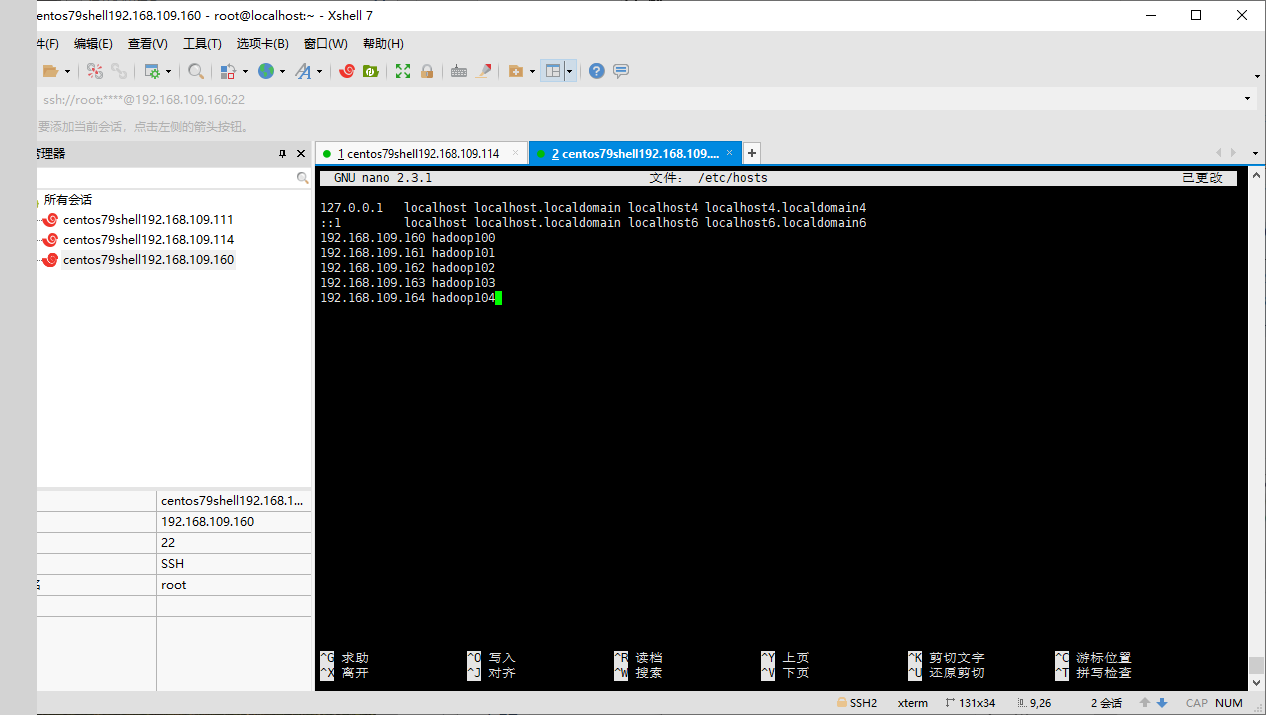 entos79shell192.168.109.160 - root@localhost:~ - Xshell 7
件(F) 编辑(E) 查看(V) 工具(T) 选项卡(B) 窗口(W) 帮助(H)
ssh://root:****@192.168.109.160:22
要添加当前会话，点击左侧的箭头按钮。
管理器
1 centos79shell192.168.109.114
2 centos79shell192.168.109....
所有会话
centos79shell192.168.109.111
centos79shell192.168.109.114
centos79shell192.168.109.160
centos79shell192.168.1...
192.168.109.160
22
SSH
名 root
GNU nano 2.3.1 文件： /etc/hosts 已更改
127.0.0.1 localhost localhost.localdomain localhost4 localhost4.localdomain4
::1 localhost localhost.localdomain localhost6 localhost6.localdomain6
192.168.109.160 hadoop100
192.168.109.161 hadoop101
192.168.109.162 hadoop102
192.168.109.163 hadoop103
192.168.109.164 hadoop104
^G 求助 ^O 写入 ^R 读档 ^Y 上页 ^K 剪切文字 ^C 游标位置
^X 离开 ^J 对齐 ^W 搜索 ^V 下页 ^U 还原剪切 ^T 拼写检查
SSH2 xterm 131x34 9,26 2 会话 CAP NUM